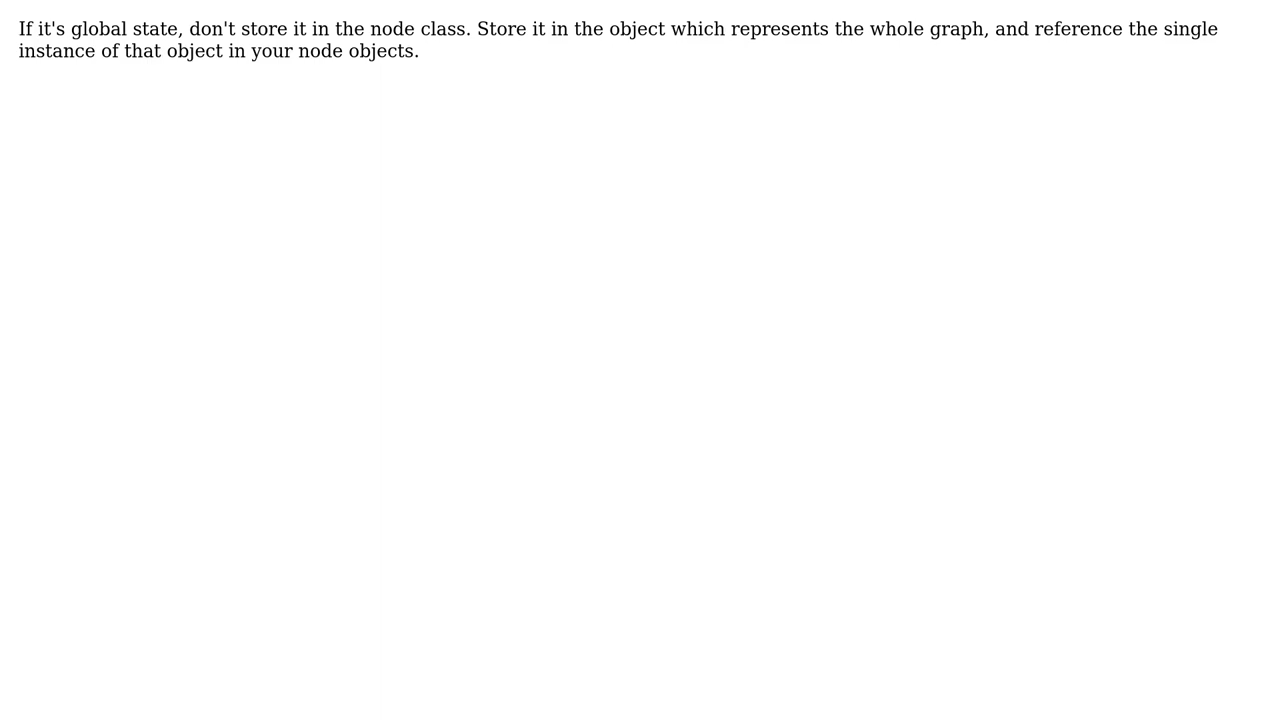 If it's global state, don't store it in the node class. Store it in the object which represents the whole graph, and reference the single
instance of that object in your node objects.